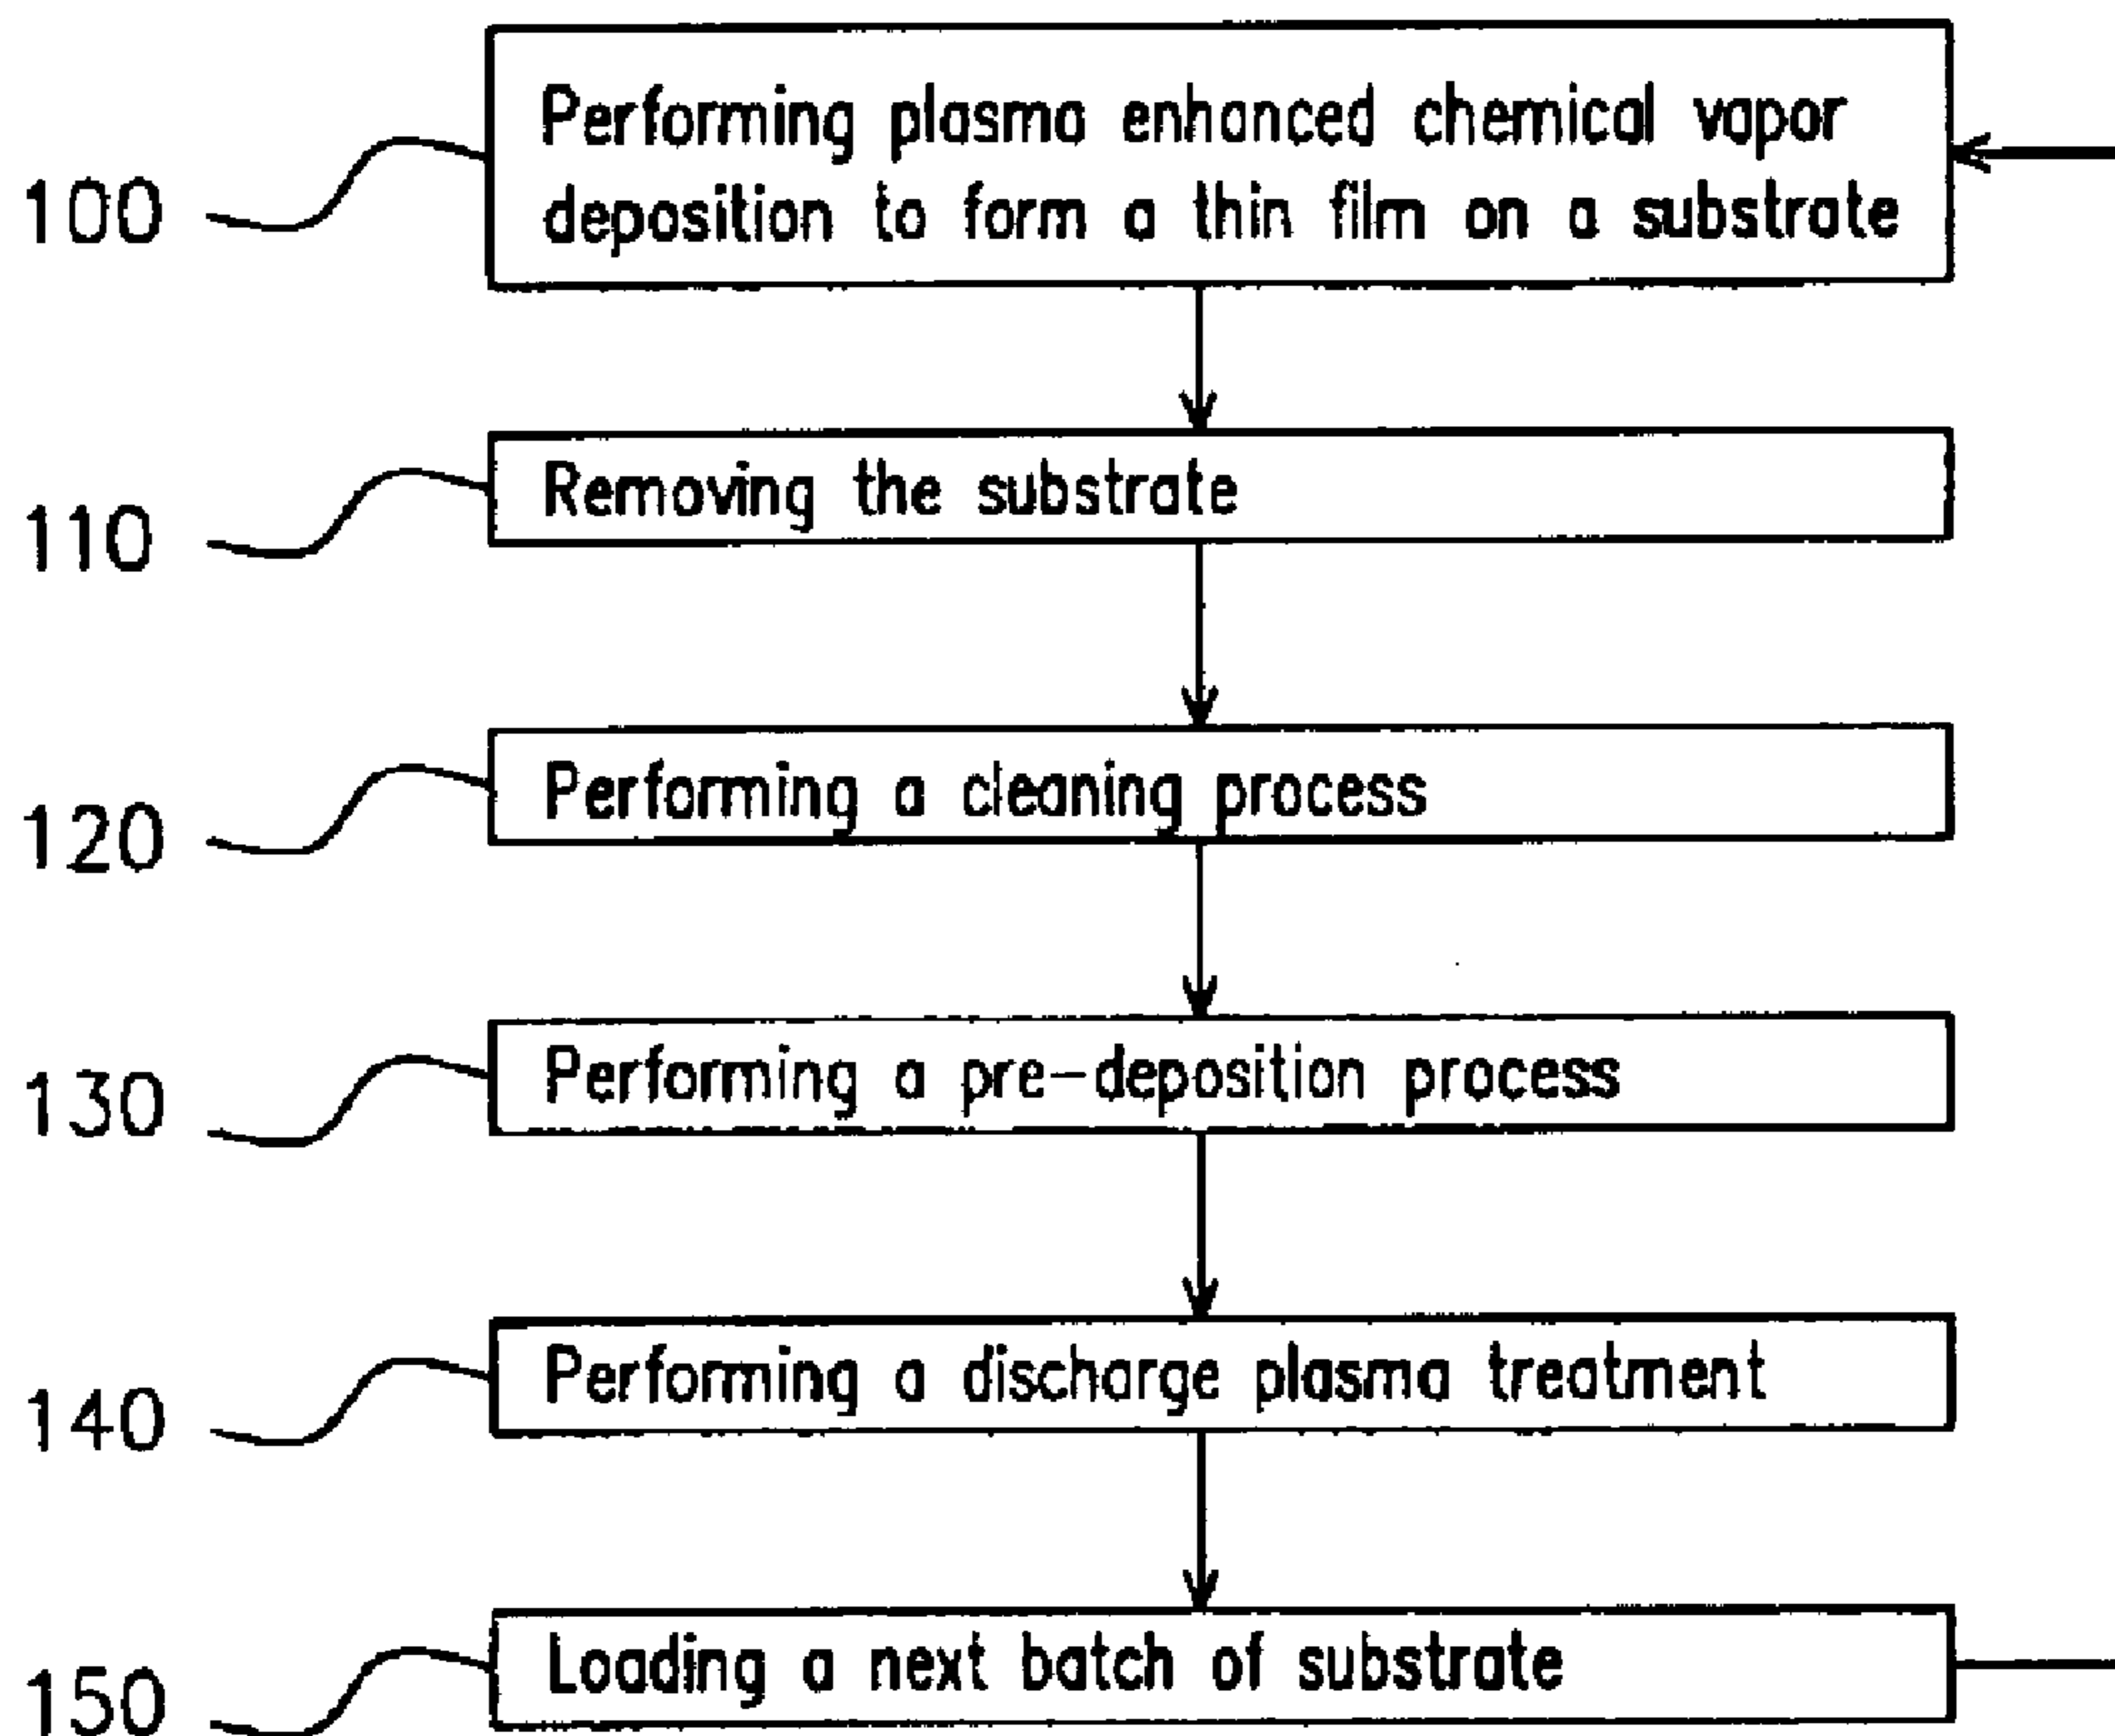 100
Performing plasma enhanced chemical vapor
deposition to form a thin film on a substrate
110
Removing the substrate
120
Performing a cleaning process
130
Performing a pre-deposition process
140
Performing a discharge plasma treatment
150
Loading a next batch of substrate